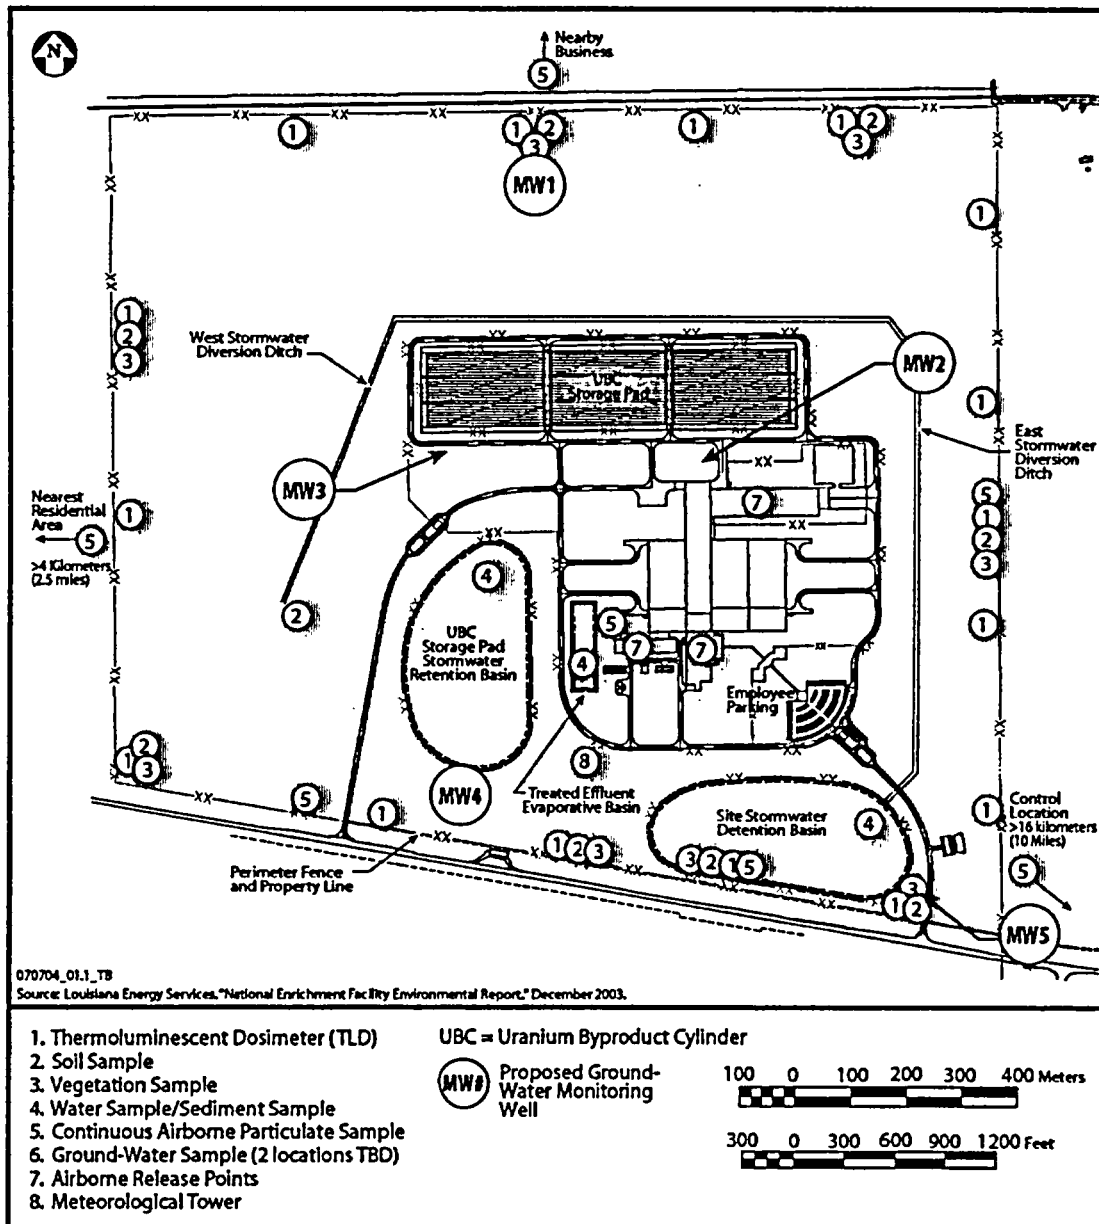 N
Nearby
Business
5
XX XX XX XX XX XX XX XX XX
1
1 2
3
MW1
1
1 2
3
1
West Stormwater
Diversion Ditch
1
2
3
UBC
Storage Pad
MW2
1
East
Stormwater
Diversion
Ditch
MW3
7
Nearest
Residential
Area
5
>4 Kilometers
(2.5 miles)
1
5
1
2
3
4
2
UBC
Storage Pad
Stormwater
Retention Basin
5
4
7
7
1
Employee
Parking
2
1
3
8
5
MW4
1
Treated Effluent
Evaporative Basin
Site Stormwater
Detention Basin
4
1
Control
Location
>16 kilometers
(10 Miles)
5
Perimeter Fence
and Property Line
1 2 3
3 2 1 5
3
1 2
MW5
070704_01.1_TB
Source: Louisiana Energy Services, "National Enrichment Facility Environmental Report," December 2003.
1. Thermoluminescent Dosimeter (TLD)
2. Soil Sample
3. Vegetation Sample
4. Water Sample/Sediment Sample
5. Continuous Airborne Particulate Sample
6. Ground-Water Sample (2 locations TBD)
7. Airborne Release Points
8. Meteorological Tower
UBC = Uranium Byproduct Cylinder
MW# Proposed Ground-
Water Monitoring
Well
100 0 100 200 300 400 Meters
300 0 300 600 900 1200 Feet